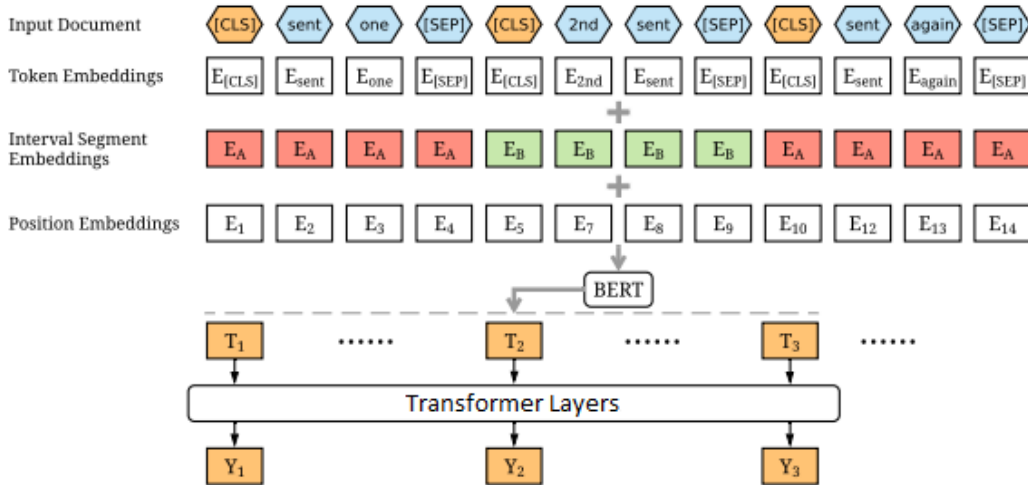 Input Document [CLS] sent one [SEP] [CLS] 2nd sent [SEP] [CLS] sent again [SEP]
Token Embeddings E[CLS] Esent Eone E[SEP] E[CLS] E2nd Esent E[SEP] E[CLS] Esent Eagain E[SEP]
+
Interval Segment
Embeddings EA EA EA EA EB EB EB EB EA EA EA EA
+
Position Embeddings E1 E2 E3 E4 E5 E7 E8 E9 E10 E12 E13 E14
BERT
T1 ...... T2 ...... T3 ......
Transformer Layers
Y1 Y2 Y3